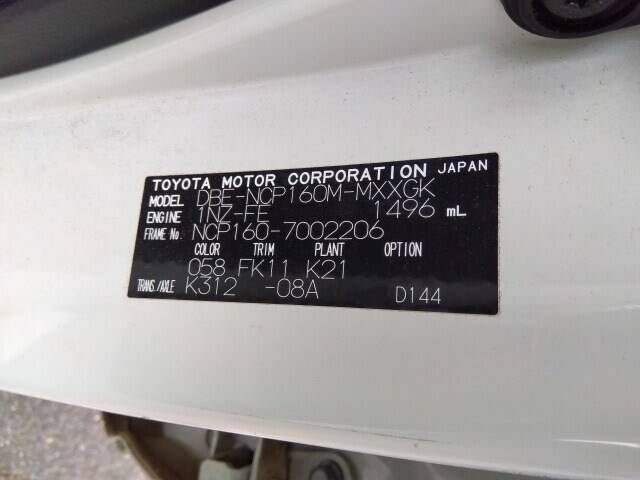 TOYOTA MOTOR CORPORATION JAPAN
MODEL DBE-NCP160M-MXXGK
ENGINE 1NZ-FE 1496 mL
FRAME No. NCP160-7002206
COLOR TRIM PLANT OPTION
058 FK11 K21
TRANS./AXLE K312 -08A D144